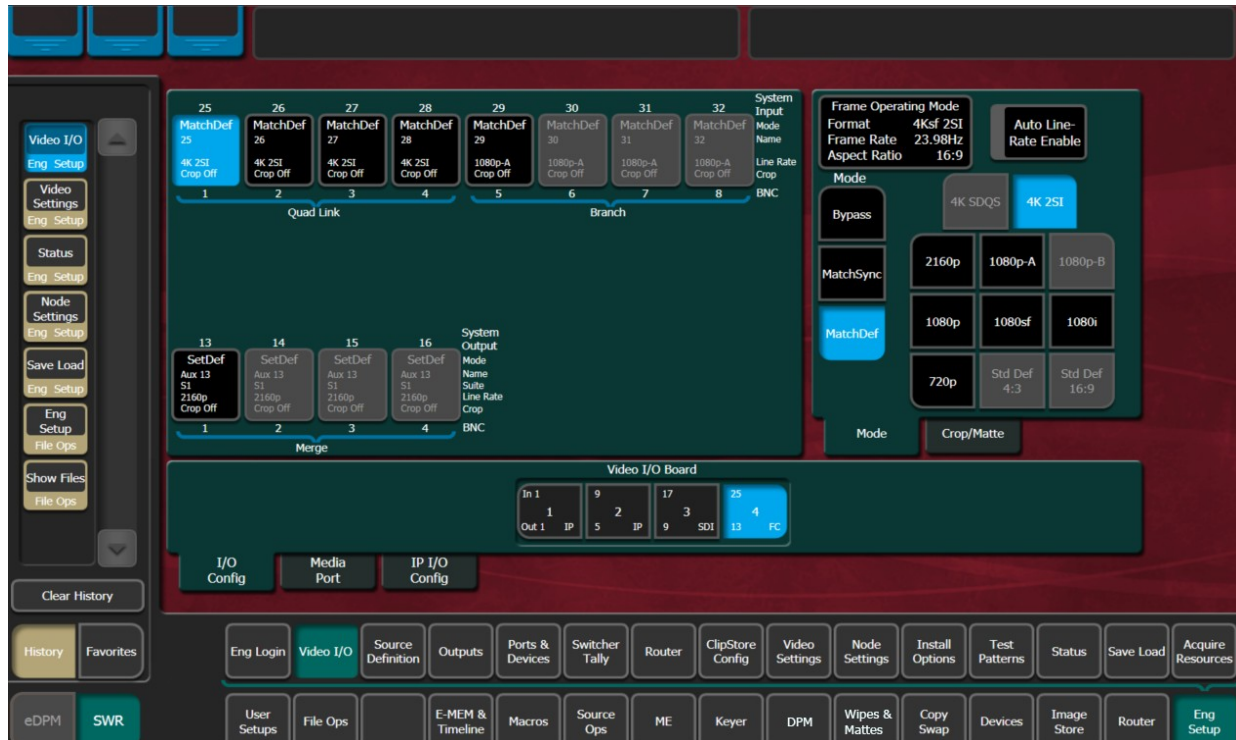 Video I/O
Eng Setup
Video Settings
Eng Setup
Status
Eng Setup
Node Settings
Eng Setup
Save Load
Eng Setup
Eng Setup
File Ops
Show Files
File Ops
Clear History
History Favorites
eDPM SWR
25 26 27 28 29 30 31 32 System Input
MatchDef MatchDef MatchDef MatchDef MatchDef MatchDef MatchDef MatchDef Mode
25 26 27 28 29 30 31 32 Name
4K 2SI 4K 2SI 4K 2SI 4K 2SI 1080p-A 1080p-A 1080p-A 1080p-A Line Rate
Crop Off Crop Off Crop Off Crop Off Crop Off Crop Off Crop Off Crop Off Crop
1 2 3 4 5 6 7 8 BNC
Quad Link Branch
13 14 15 16 System Output
SetDef SetDef SetDef SetDef Mode
Aux 13 Aux 13 Aux 13 Aux 13 Name
S1 S1 S1 S1 Suite
2160p 2160p 2160p 2160p Line Rate
Crop Off Crop Off Crop Off Crop Off Crop
1 2 3 4 BNC
Merge
Frame Operating Mode
Format 4Ksf 2SI
Frame Rate 23.98Hz
Aspect Ratio 16:9
Auto Line-Rate Enable
Mode
Bypass
MatchSync
MatchDef
4K SDQS 4K 2SI
2160p 1080p-A 1080p-B
1080p 1080sf 1080i
720p Std Def 4:3 Std Def 16:9
Mode Crop/Matte
Video I/O Board
In 1 9 17 25
1 2 3 4
Out 1 IP 5 IP 9 SDI 13 FC
I/O Config Media Port IP I/O Config
Eng Login Video I/O Source Definition Outputs Ports & Devices Switcher Tally Router ClipStore Config Video Settings Node Settings Install Options Test Patterns Status Save Load Acquire Resources
User Setups File Ops E-MEM & Timeline Macros Source Ops ME Keyer DPM Wipes & Mattes Copy Swap Devices Image Store Router Eng Setup